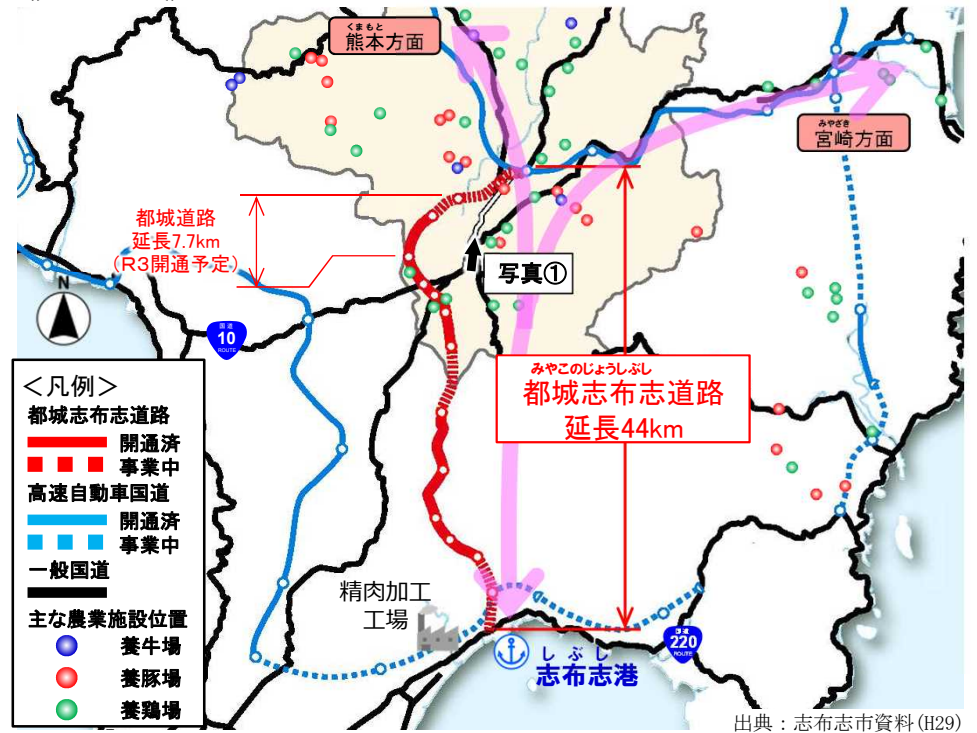 くまもと
熊本方面
みやざき
宮崎方面
都城道路
延長7.7km
(R3開通予定)
写真①
N
国道
10
ROUTE
みやこのじょうしぶし
都城志布志道路
延長44km
＜凡例＞
都城志布志道路
開通済
事業中
高速自動車国道
開通済
事業中
一般国道
主な農業施設位置
養牛場
養豚場
養鶏場
精肉加工
工場
しぶし
志布志港
国道
220
ROUTE
出典：志布志市資料(H29)